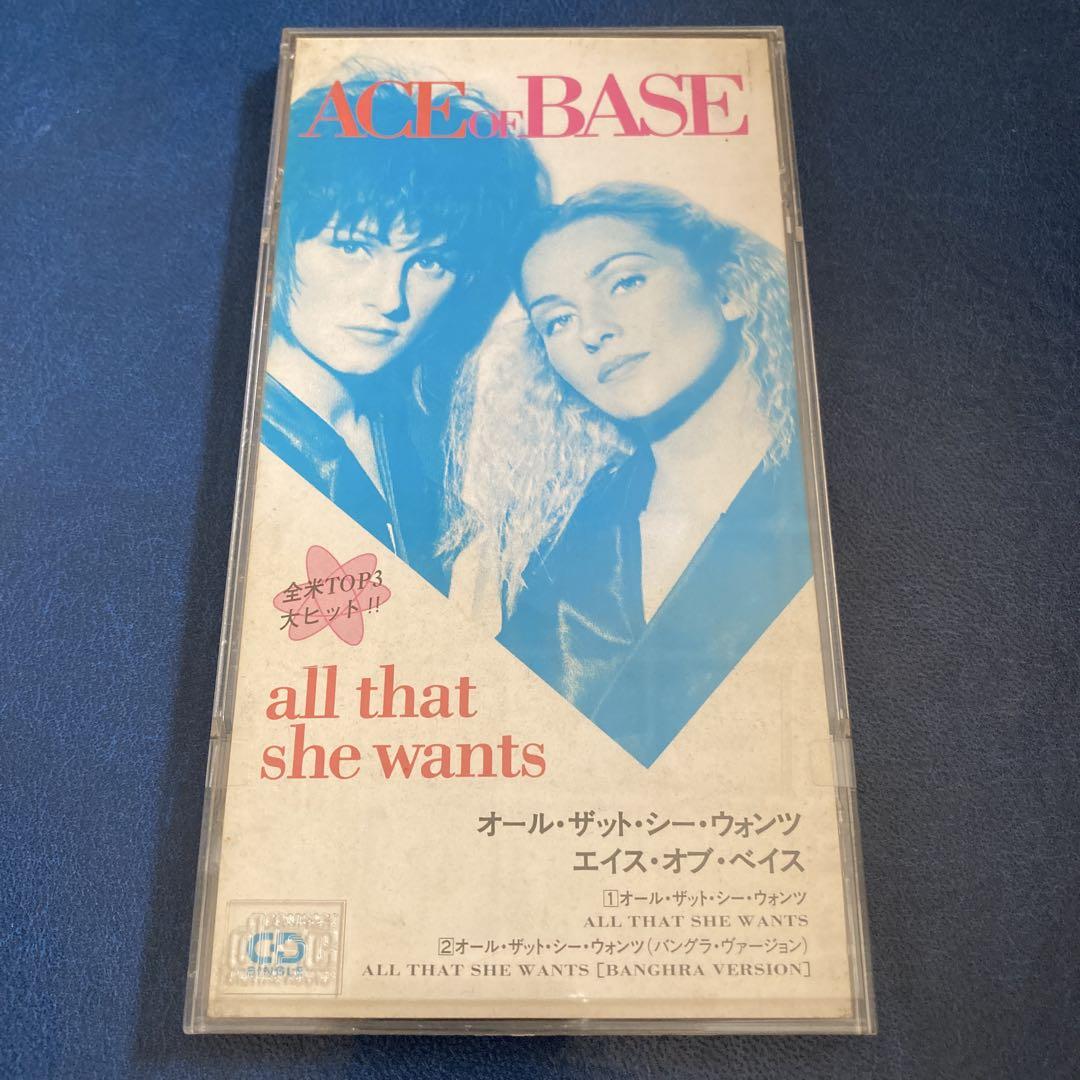 ACE OF BASE
全米TOP3
大ヒット!!
all that
she wants
オール・ザット・シー・ウォンツ
エイス・オブ・ベイス
1オール・ザット・シー・ウォンツ
ALL THAT SHE WANTS
2オール・ザット・シー・ウォンツ(バングラ・ヴァージョン)
ALL THAT SHE WANTS [BANGHRA VERSION]
CD
SINGLE